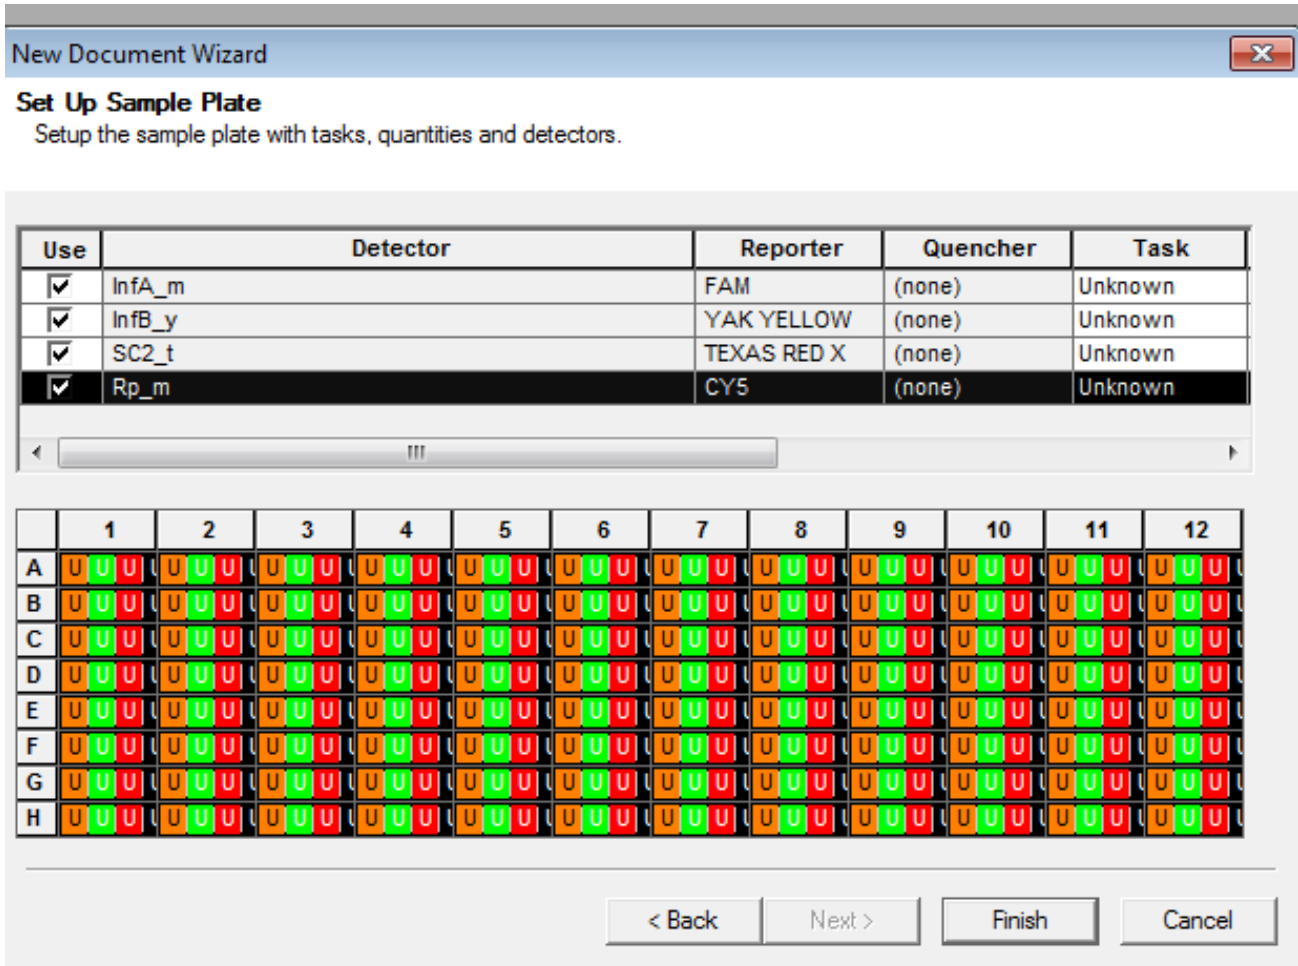 New Document Wizard
Set Up Sample Plate
Setup the sample plate with tasks, quantities and detectors.
Use Detector Reporter Quencher Task
InfA_m FAM (none) Unknown
InfB_y YAK YELLOW (none) Unknown
SC2_t TEXAS RED X (none) Unknown
Rp_m CY5 (none) Unknown
1 2 3 4 5 6 7 8 9 10 11 12
A U U U U U U U U U U U U U U U U U U U U U U U U U U U U U U U U U U U U
B U U U U U U U U U U U U U U U U U U U U U U U U U U U U U U U U U U U U
C U U U U U U U U U U U U U U U U U U U U U U U U U U U U U U U U U U U U
D U U U U U U U U U U U U U U U U U U U U U U U U U U U U U U U U U U U U
E U U U U U U U U U U U U U U U U U U U U U U U U U U U U U U U U U U U U
F U U U U U U U U U U U U U U U U U U U U U U U U U U U U U U U U U U U U
G U U U U U U U U U U U U U U U U U U U U U U U U U U U U U U U U U U U U
H U U U U U U U U U U U U U U U U U U U U U U U U U U U U U U U U U U U U
< Back Next > Finish Cancel